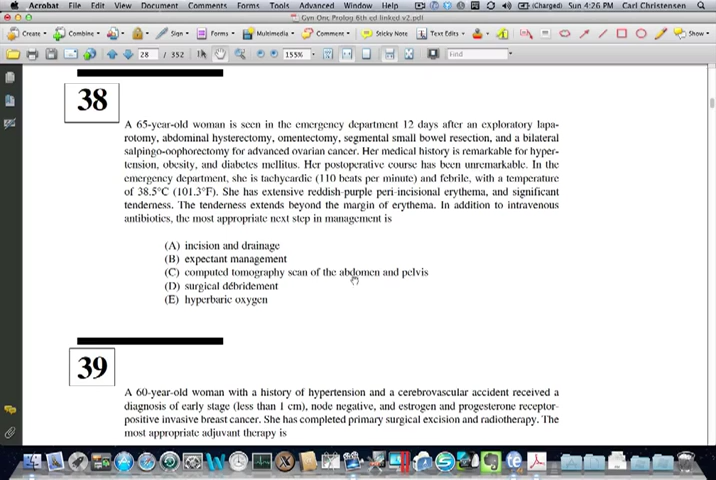 Acrobat File Edit View Document Comments Forms Tools Advanced Window Help (Charged) Sun 4:26 PM Carl Christensen
Gyn Onc Prolog 6th ed linked v2.pdf
Create Combine Sign Forms Multimedia Comment Sticky Note Text Edits Show
28 / 352 155% Find
38
A 65-year-old woman is seen in the emergency department 12 days after an exploratory lapa-
rotomy, abdominal hysterectomy, omentectomy, segmental small bowel resection, and a bilateral
salpingo-oophorectomy for advanced ovarian cancer. Her medical history is remarkable for hyper-
tension, obesity, and diabetes mellitus. Her postoperative course has been unremarkable. In the
emergency department, she is tachycardic (110 beats per minute) and febrile, with a temperature
of 38.5°C (101.3°F). She has extensive reddish-purple peri-incisional erythema, and significant
tenderness. The tenderness extends beyond the margin of erythema. In addition to intravenous
antibiotics, the most appropriate next step in management is
(A) incision and drainage
(B) expectant management
(C) computed tomography scan of the abdomen and pelvis
(D) surgical débridement
(E) hyperbaric oxygen
39
A 60-year-old woman with a history of hypertension and a cerebrovascular accident received a
diagnosis of early stage (less than 1 cm), node negative, and estrogen and progesterone receptor-
positive invasive breast cancer. She has completed primary surgical excision and radiotherapy. The
most appropriate adjuvant therapy is